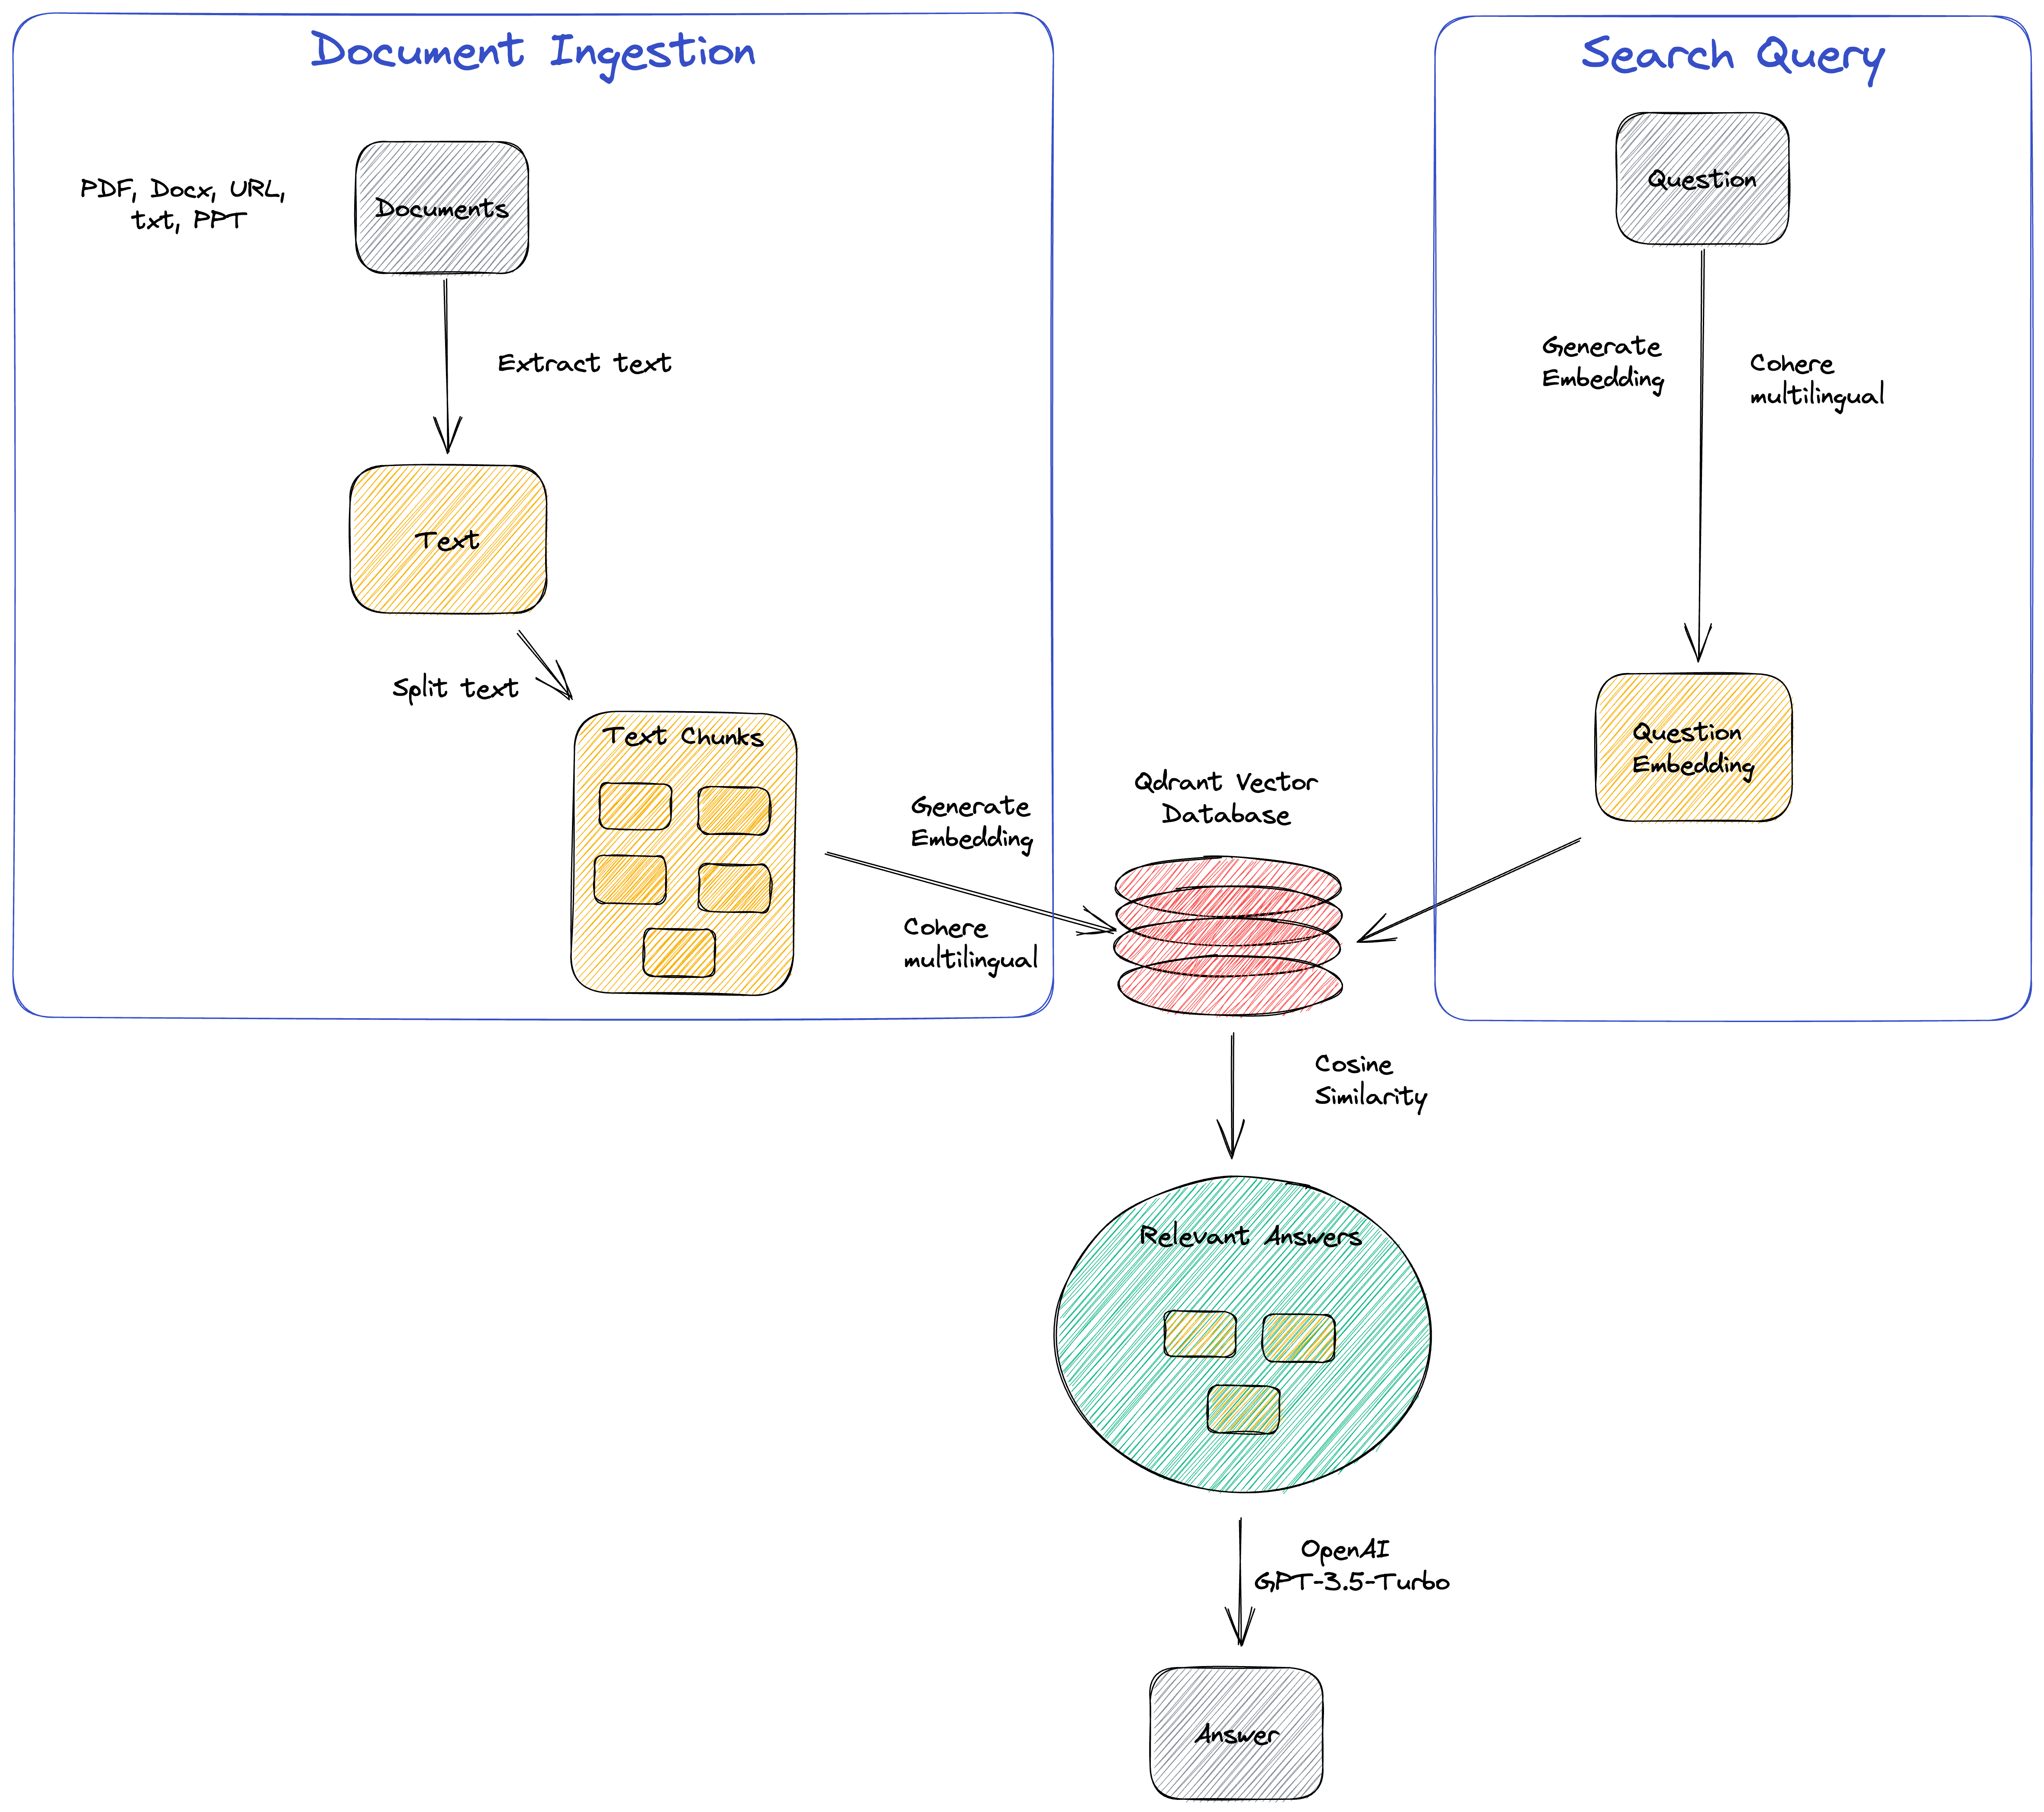 Document Ingestion
PDF, Docx, URL,
txt, PPT
Documents
Extract text
Text
Split text
Text Chunks
Generate
Embedding
Cohere
multilingual
Qdrant Vector
Database
Search Query
Question
Generate
Embedding
Cohere
multilingual
Question
Embedding
Cosine
Similarity
Relevant Answers
OpenAI
GPT-3.5-Turbo
Answer